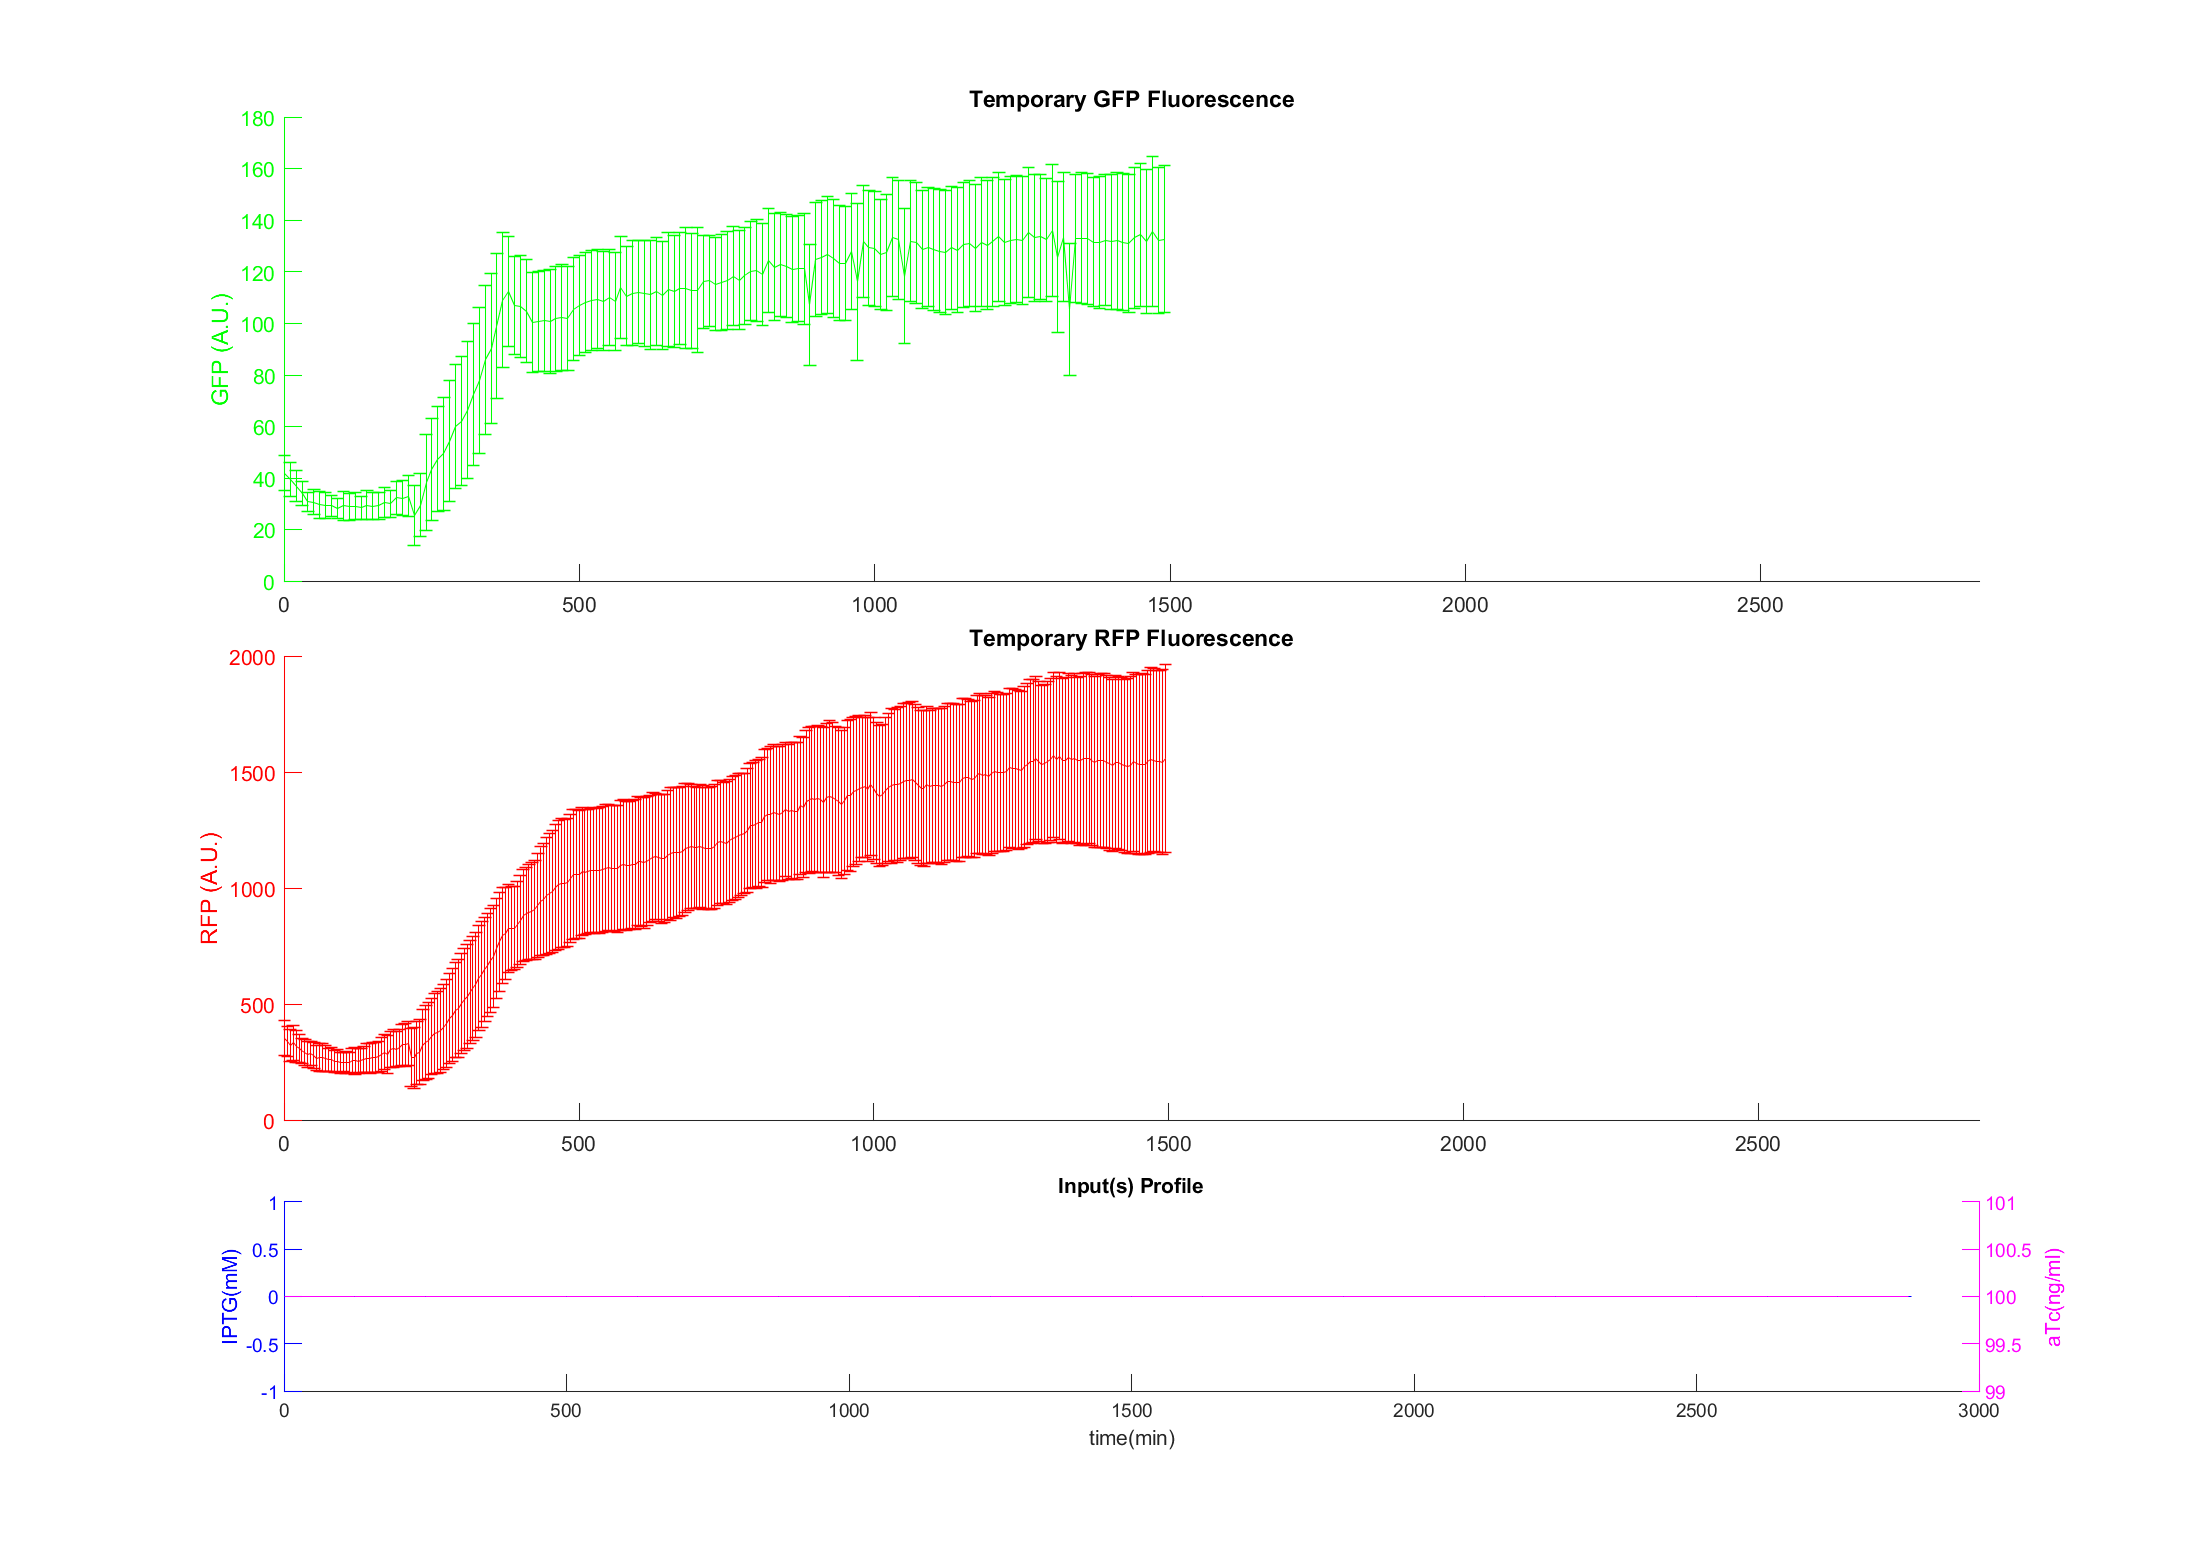 Temporary GFP Fluorescence
180
160
140
120
100
80
60
40
20
0
GFP (A.U.)
0 500 1000 1500 2000 2500
Temporary RFP Fluorescence
2000
1500
1000
500
0
RFP (A.U.)
0 500 1000 1500 2000 2500
Input(s) Profile
1 101
0.5 100.5
0 100
-0.5 99.5
-1 99
IPTG(mM)
aTc(ng/ml)
0 500 1000 1500 2000 2500 3000
time(min)